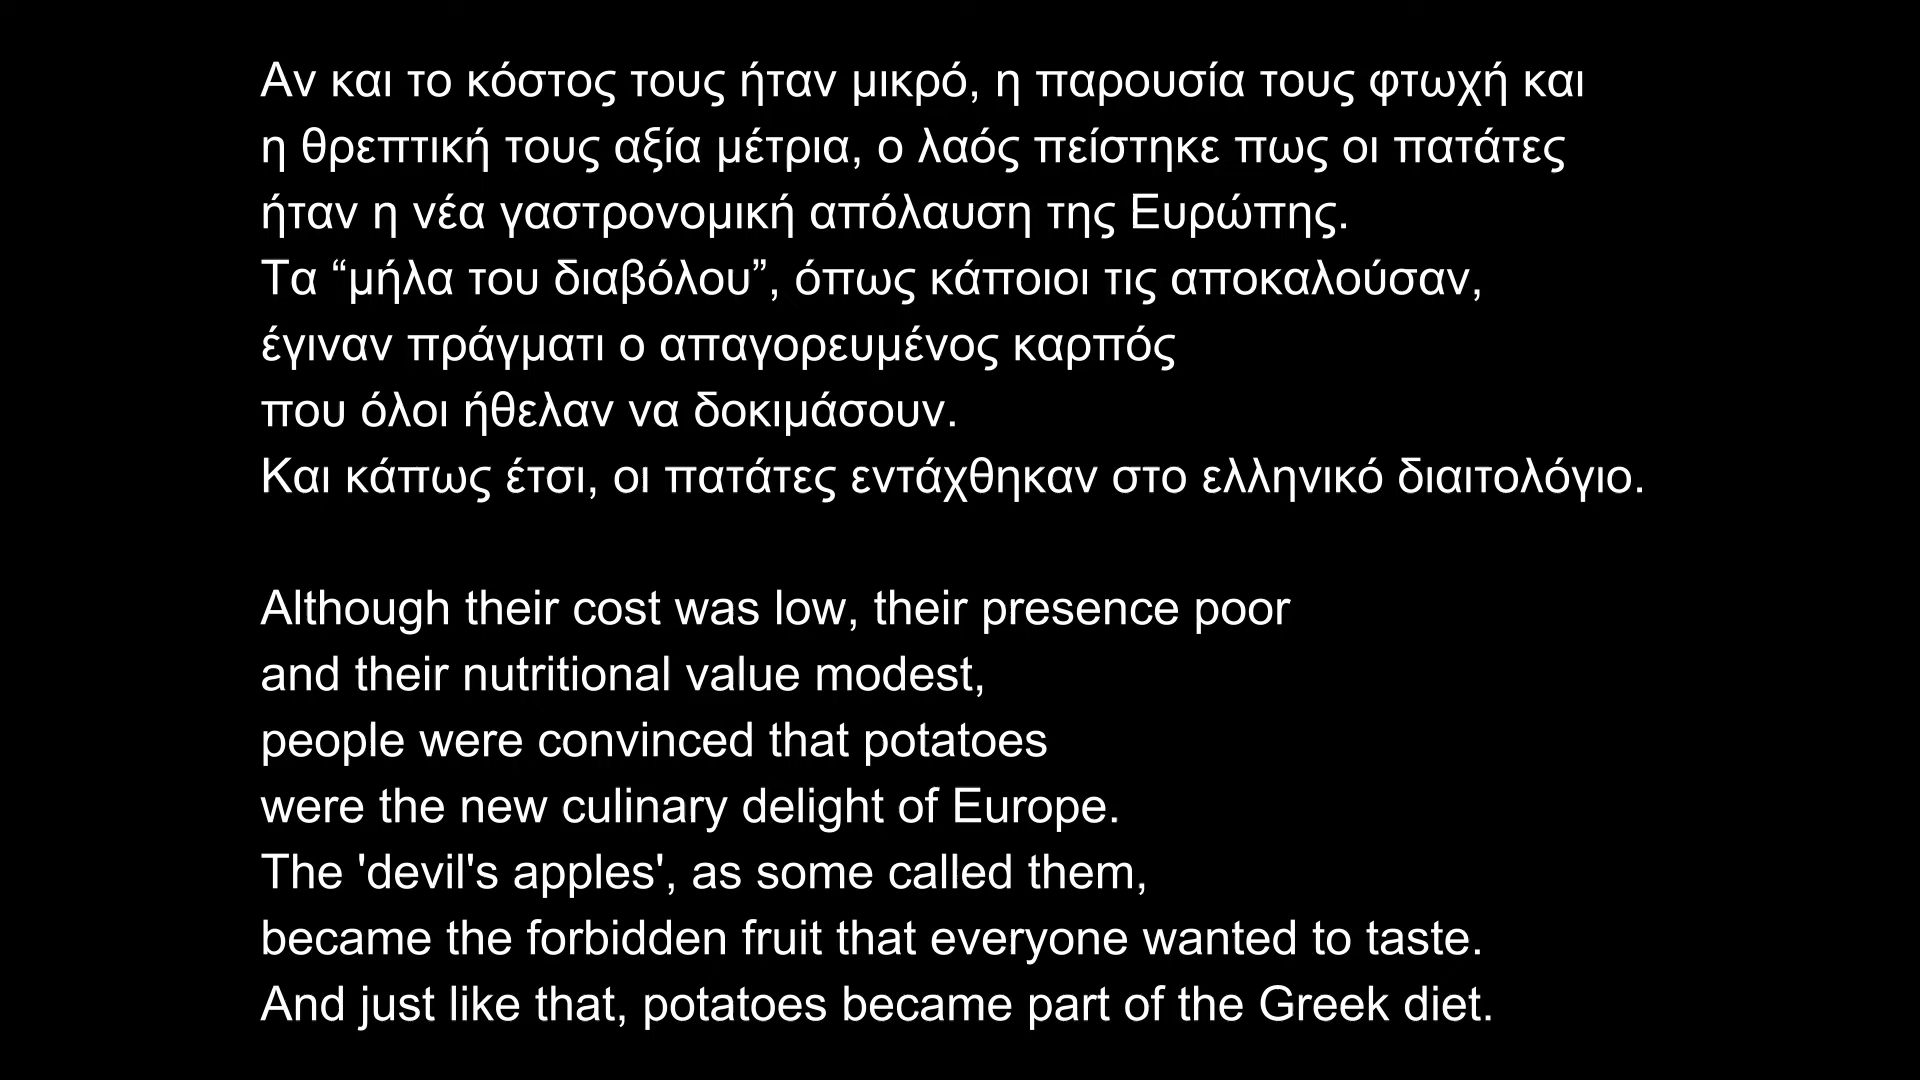 Αν και το κόστος τους ήταν μικρό, η παρουσία τους φτωχή και
η θρεπτική τους αξία μέτρια, ο λαός πείστηκε πως οι πατάτες
ήταν η νέα γαστρονομική απόλαυση της Ευρώπης.
Τα “μήλα του διαβόλου”, όπως κάποιοι τις αποκαλούσαν,
έγιναν πράγματι ο απαγορευμένος καρπός
που όλοι ήθελαν να δοκιμάσουν.
Και κάπως έτσι, οι πατάτες εντάχθηκαν στο ελληνικό διαιτολόγιο.
Although their cost was low, their presence poor
and their nutritional value modest,
people were convinced that potatoes
were the new culinary delight of Europe.
The 'devil's apples', as some called them,
became the forbidden fruit that everyone wanted to taste.
And just like that, potatoes became part of the Greek diet.